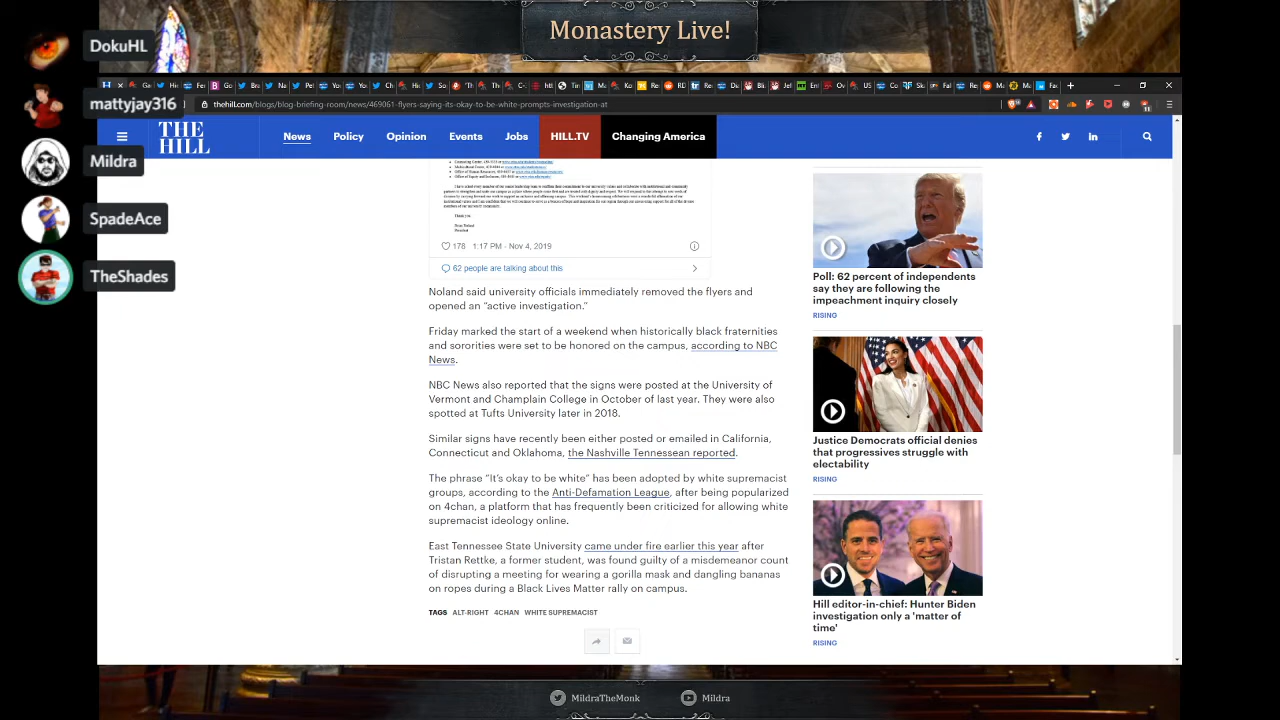 Monastery Live!
DokuHL
mattyjay316
Mildra
SpadeAce
TheShades
thehill.com/blogs/blog-briefing-room/news/469061-flyers-saying-its-okay-to-be-white-prompts-investigation-at
THE
HILL
News
Policy
Opinion
Events
Jobs
HILL.TV
Changing America
Thank you,
President
178 1:17 PM - Nov 4, 2019
62 people are talking about this
Noland said university officials immediately removed the flyers and
opened an “active investigation.”
Friday marked the start of a weekend when historically black fraternities
and sororities were set to be honored on the campus, according to NBC
News.
NBC News also reported that the signs were posted at the University of
Vermont and Champlain College in October of last year. They were also
spotted at Tufts University later in 2018.
Similar signs have recently been either posted or emailed in California,
Connecticut and Oklahoma, the Nashville Tennessean reported.
The phrase “It’s okay to be white” has been adopted by white supremacist
groups, according to the Anti-Defamation League, after being popularized
on 4chan, a platform that has frequently been criticized for allowing white
supremacist ideology online.
East Tennessee State University came under fire earlier this year after
Tristan Rettke, a former student, was found guilty of a misdemeanor count
of disrupting a meeting for wearing a gorilla mask and dangling bananas
on ropes during a Black Lives Matter rally on campus.
TAGS ALT-RIGHT 4CHAN WHITE SUPREMACIST
Poll: 62 percent of independents
say they are following the
impeachment inquiry closely
RISING
Justice Democrats official denies
that progressives struggle with
electability
RISING
Hill editor-in-chief: Hunter Biden
investigation only a 'matter of
time'
RISING
MildraTheMonk
Mildra